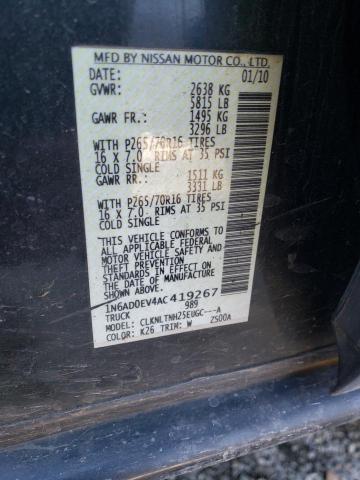 MFD BY NISSAN MOTOR CO., LTD.
DATE: 01/10
GVWR: 2638 KG
5815 LB
GAWR FR: 1495 KG
3296 LB
WITH P265/70R16 TIRES
16 X 7.0 RIMS AT 35 PSI
COLD SINGLE
GAWR RR: 1511 KG
3331 LB
WITH P265/70R16 TIRES
16 X 7.0 RIMS AT 35 PSI
COLD SINGLE
THIS VEHICLE CONFORMS TO
ALL APPLICABLE FEDERAL
MOTOR VEHICLE SAFETY AND
THEFT PREVENTION
STANDARDS IN EFFECT ON THE
DATE OF MANUFACTURE
SHOWN ABOVE.
1N6AD0EV4AC419267
TRUCK 989
MODEL: CLKNLTNH25EUGC---A
COLOR: K26 TRIM: W 2S00A